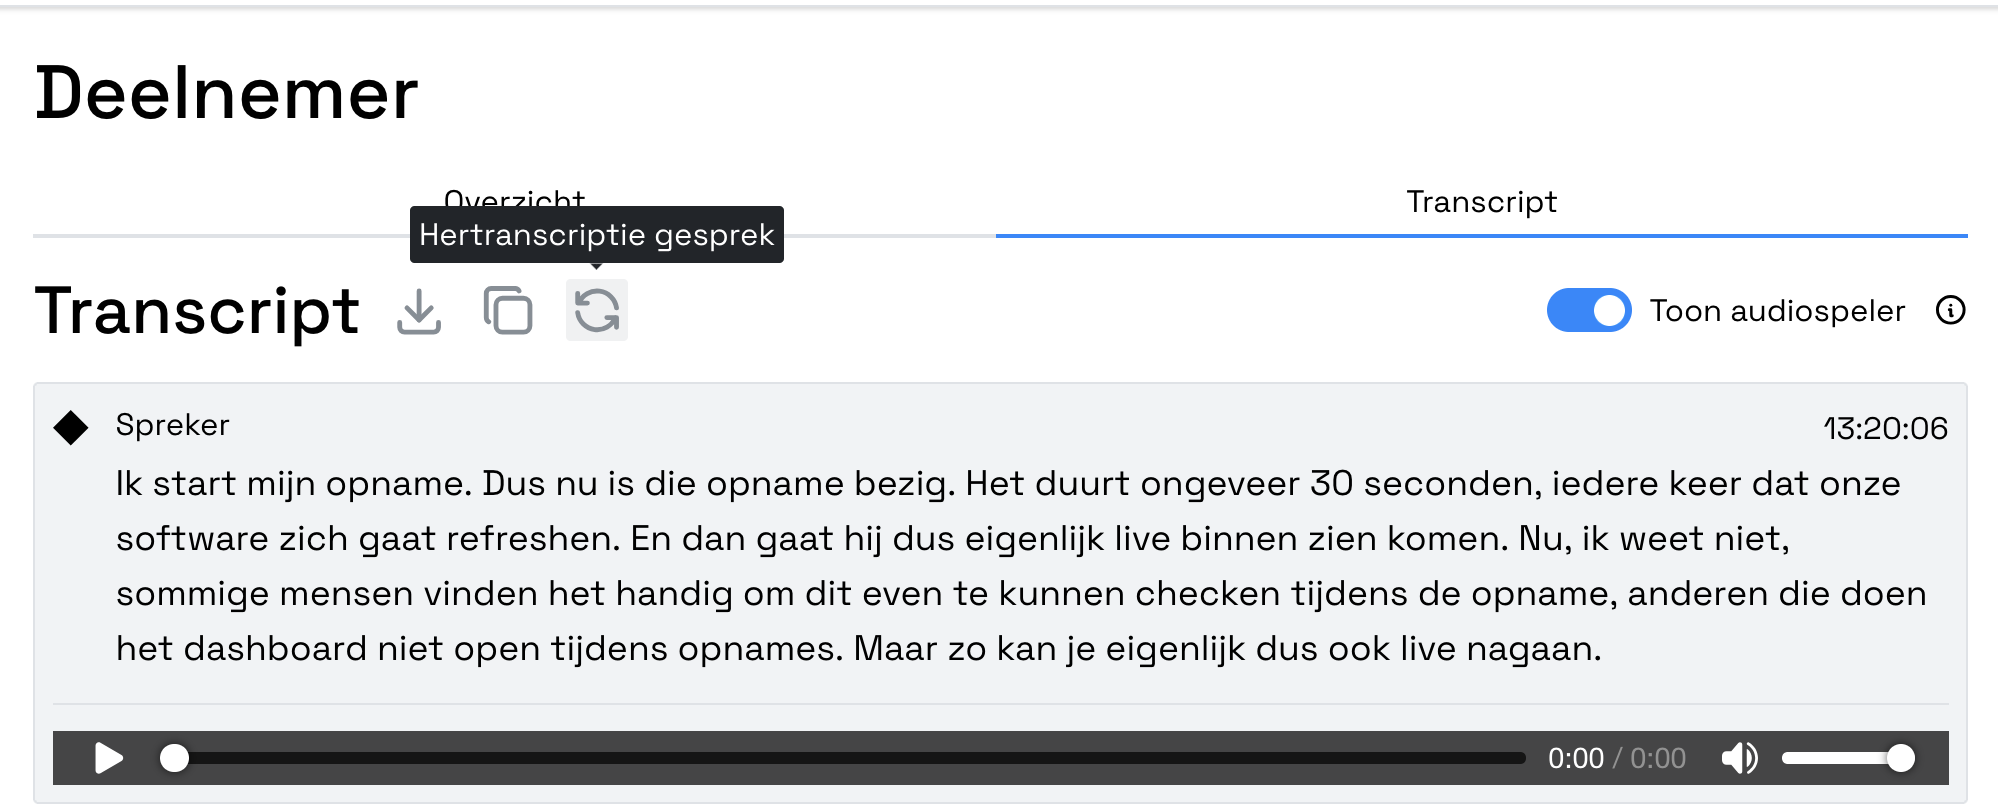 Deelnemer
Overzicht
Transcript
Hertranscriptie gesprek
Transcript
Toon audiospeler
Spreker
13:20:06
Ik start mijn opname. Dus nu is die opname bezig. Het duurt ongeveer 30 seconden, iedere keer dat onze
software zich gaat refreshen. En dan gaat hij dus eigenlijk live binnen zien komen. Nu, ik weet niet,
sommige mensen vinden het handig om dit even te kunnen checken tijdens de opname, anderen die doen
het dashboard niet open tijdens opnames. Maar zo kan je eigenlijk dus ook live nagaan.
0:00 / 0:00